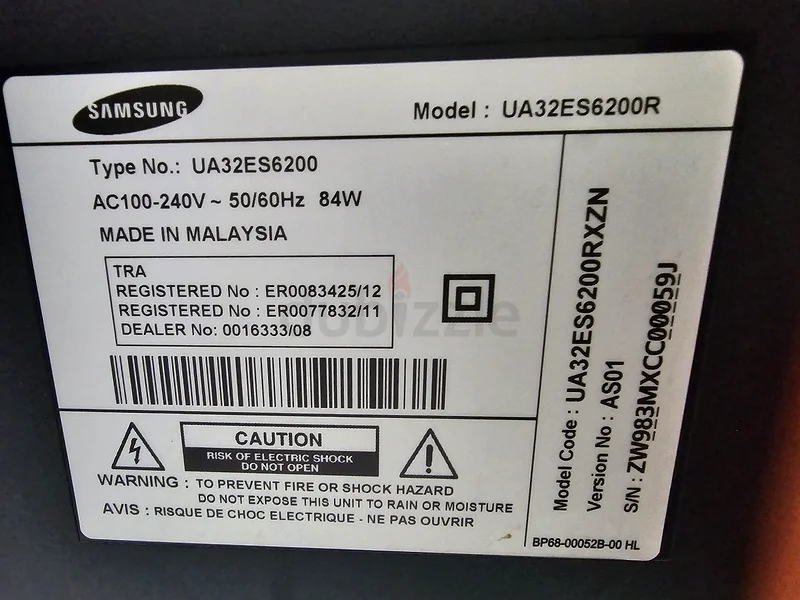 SAMSUNG
Model : UA32ES6200R
Type No.: UA32ES6200
AC100-240V ~ 50/60Hz 84W
MADE IN MALAYSIA
TRA
REGISTERED No : ER0083425/12
REGISTERED No : ER0077832/11
DEALER No: 0016333/08
dubizzle
CAUTION
RISK OF ELECTRIC SHOCK
DO NOT OPEN
WARNING : TO PREVENT FIRE OR SHOCK HAZARD
DO NOT EXPOSE THIS UNIT TO RAIN OR MOISTURE
AVIS : RISQUE DE CHOC ELECTRIQUE - NE PAS OUVRIR
Model Code : UA32ES6200RXZN
Version No : AS01
S/N : ZW983MXCC00059J
BP68-00052B-00 HL